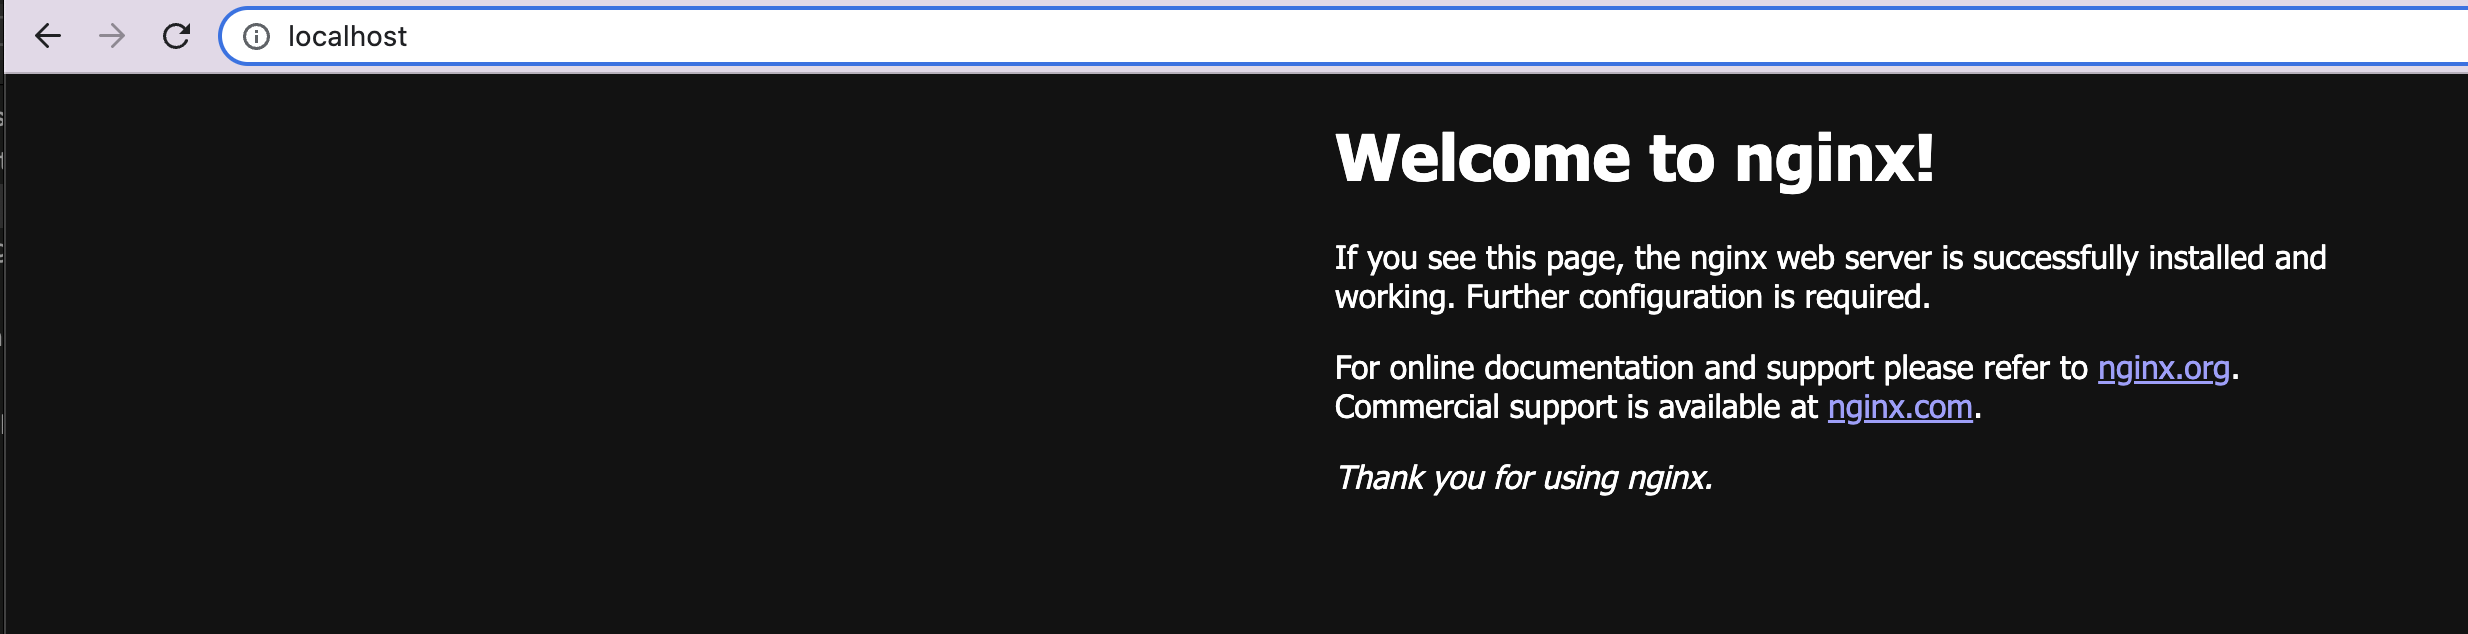 localhost
Welcome to nginx!
If you see this page, the nginx web server is successfully installed and
working. Further configuration is required.
For online documentation and support please refer to nginx.org.
Commercial support is available at nginx.com.
Thank you for using nginx.